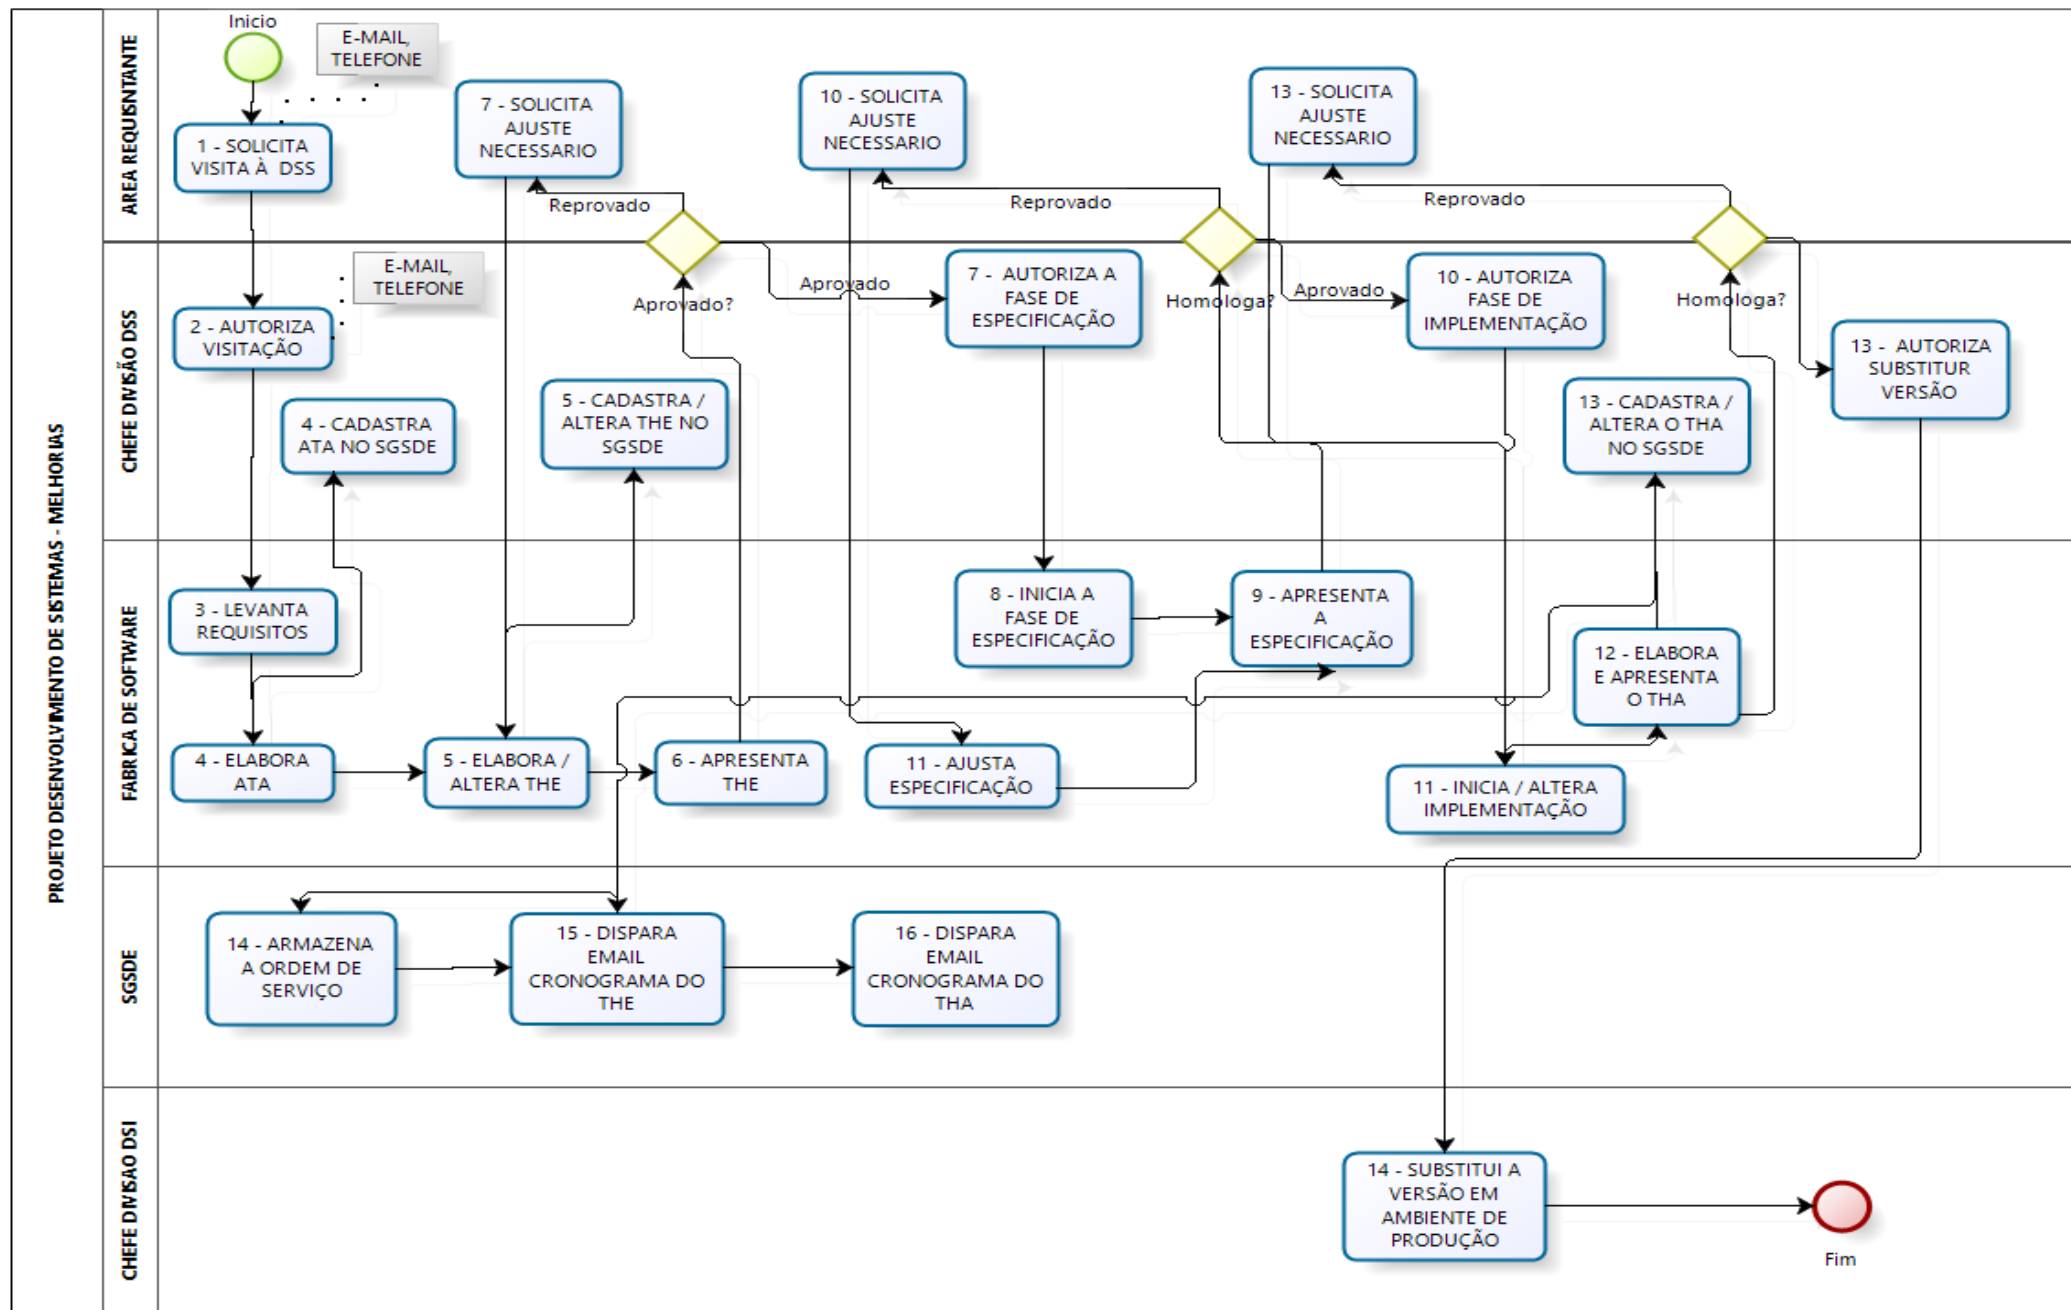 PROJETO DESENVOLVIMENTO DE SISTEMAS - MELHORIAS
AREA REQUISNTANTE
Inicio
E-MAIL,
TELEFONE
1 - SOLICITA
VISITA À DSS
7 - SOLICITA
AJUSTE
NECESSARIO
Reprovado
10 - SOLICITA
AJUSTE
NECESSARIO
Reprovado
13 - SOLICITA
AJUSTE
NECESSARIO
Reprovado
CHEFE DIVISÃO DSS
E-MAIL,
TELEFONE
2 - AUTORIZA
VISITAÇÃO
4 - CADASTRA
ATA NO SGSDE
5 - CADASTRA /
ALTERA THE NO
SGSDE
Aprovado?
Aprovado
7 - AUTORIZA A
FASE DE
ESPECIFICAÇÃO
Homologa?
Aprovado
10 - AUTORIZA
FASE DE
IMPLEMENTAÇÃO
Homologa?
13 - CADASTRA /
ALTERA O THA
NO SGSDE
13 - AUTORIZA
SUBSTITUR
VERSÃO
FABRICA DE SOFTWARE
3 - LEVANTA
REQUISITOS
4 - ELABORA
ATA
5 - ELABORA /
ALTERA THE
6 - APRESENTA
THE
8 - INICIA A
FASE DE
ESPECIFICAÇÃO
9 - APRESENTA
A
ESPECIFICAÇÃO
11 - AJUSTA
ESPECIFICAÇÃO
12 - ELABORA
E APRESENTA
O THA
11 - INICIA / ALTERA
IMPLEMENTAÇÃO
SGSDE
14 - ARMAZENA
A ORDEM DE
SERVIÇO
15 - DISPARA
EMAIL
CRONOGRAMA DO
THE
16 - DISPARA
EMAIL
CRONOGRAMA DO
THA
CHEFE DIVISAO DSI
14 - SUBSTITUI A
VERSÃO EM
AMBIENTE DE
PRODUÇÃO
Fim